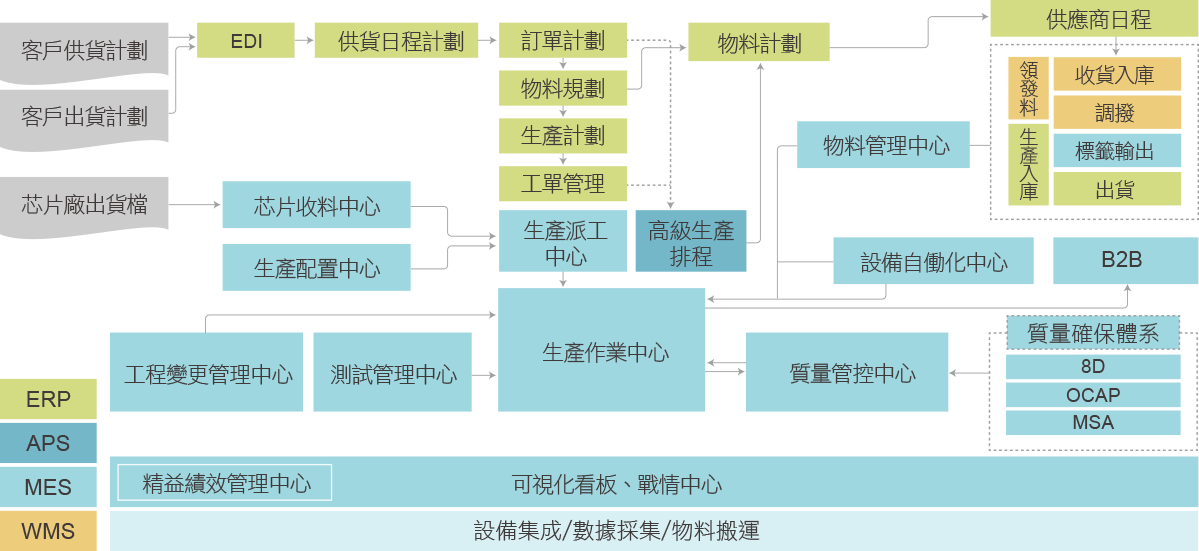 客戶供貨計劃
EDI
供貨日程計劃
訂單計劃
物料計劃
供應商日程
客戶出貨計劃
物料規劃
生產計劃
工單管理
領發料
收貨入庫
調撥
生產入庫
標籤輸出
出貨
物料管理中心
芯片廠出貨檔
芯片收料中心
生產配置中心
生產派工
中心
高級生產
排程
設備自働化中心
B2B
生產作業中心
工程變更管理中心
測試管理中心
質量管控中心
質量確保體系
8D
OCAP
MSA
ERP
APS
MES
WMS
精益績效管理中心
可視化看板、戰情中心
設備集成/數據採集/物料搬運